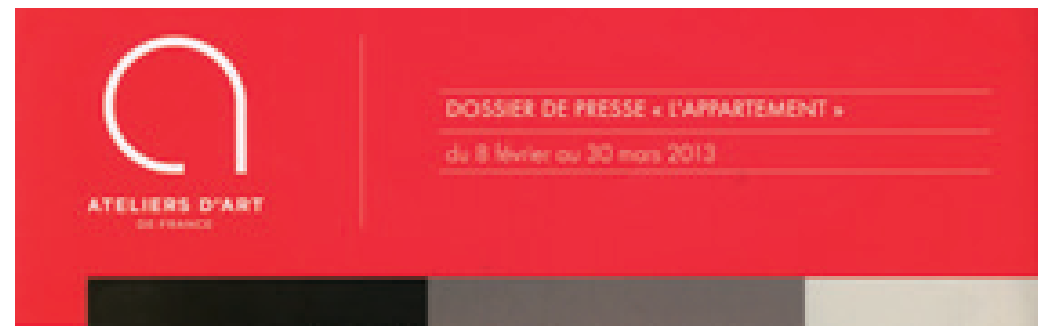 ATELIERS D'ART
DE FRANCE
DOSSIER DE PRESSE « L'APPARTEMENT »
du 8 février au 30 mars 2013